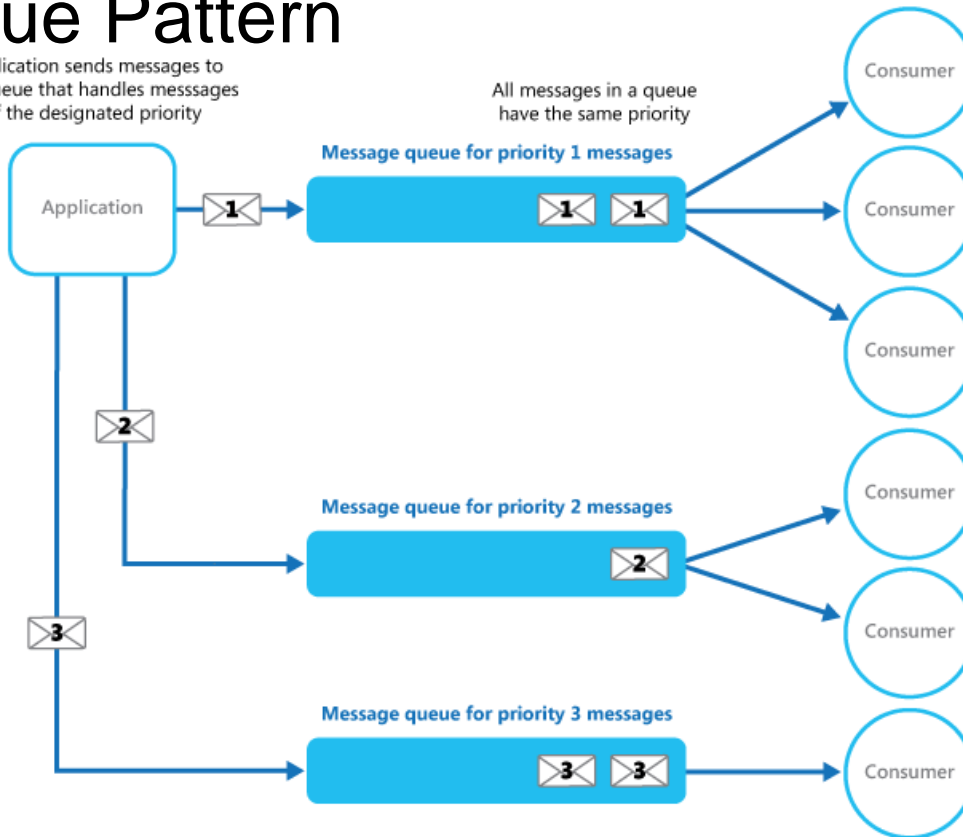 ue Pattern
lication sends messages to
ueue that handles messsages
f the designated priority
All messages in a queue
have the same priority
Message queue for priority 1 messages
Application
1
1
1
Consumer
Consumer
Consumer
2
Message queue for priority 2 messages
2
Consumer
Consumer
3
Message queue for priority 3 messages
3
3
Consumer